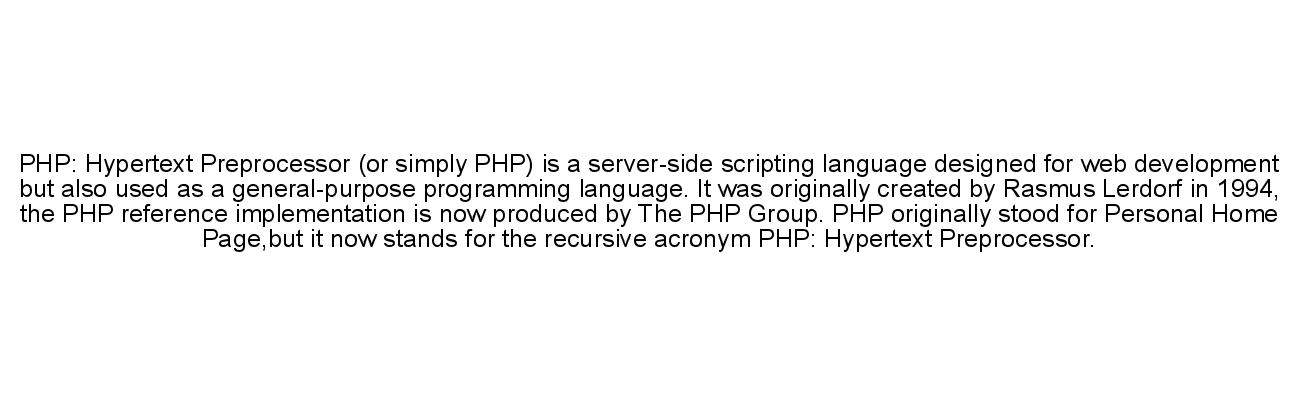 PHP: Hypertext Preprocessor (or simply PHP) is a server-side scripting language designed for web development
but also used as a general-purpose programming language. It was originally created by Rasmus Lerdorf in 1994,
the PHP reference implementation is now produced by The PHP Group. PHP originally stood for Personal Home
Page,but it now stands for the recursive acronym PHP: Hypertext Preprocessor.